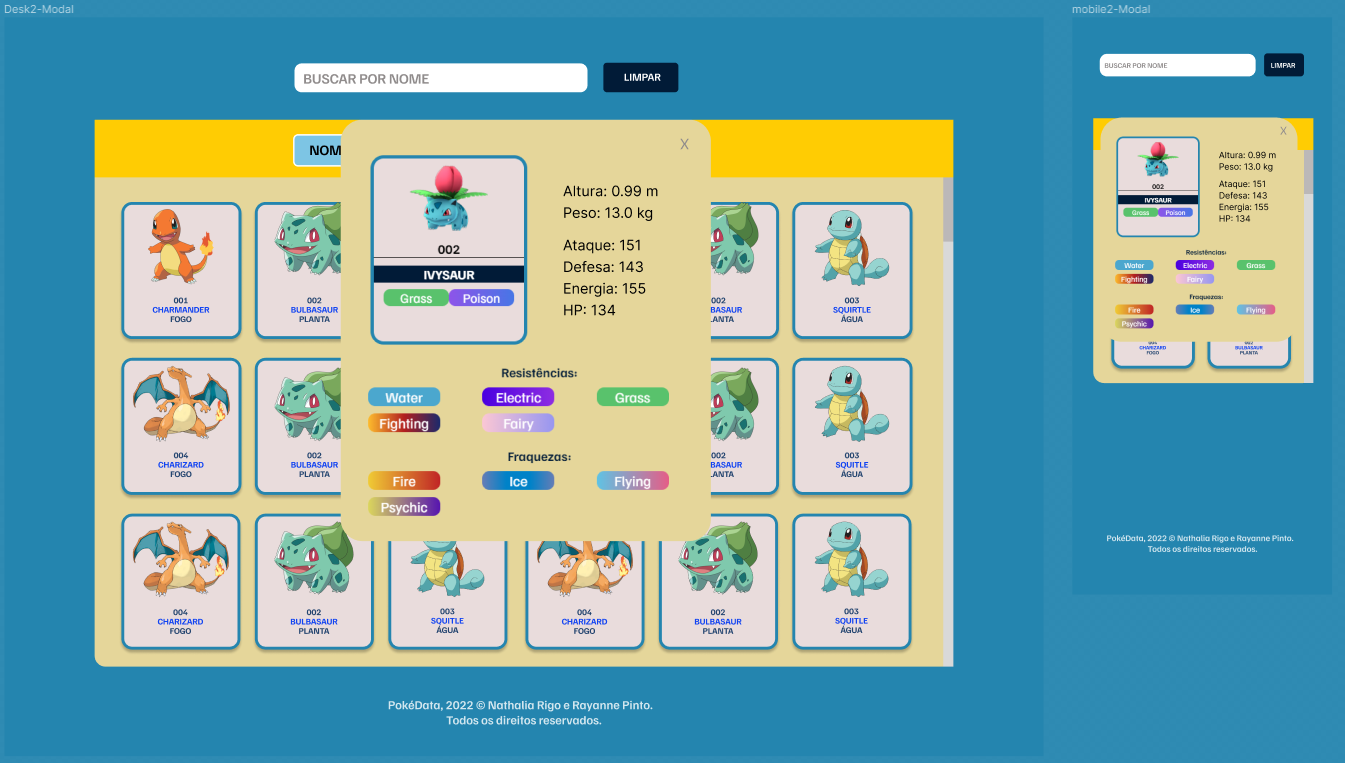 Desk2-Modal
BUSCAR POR NOME
LIMPAR
NOM
X
002
IVYSAUR
Grass
Poison
Altura: 0.99 m
Peso: 13.0 kg
Ataque: 151
Defesa: 143
Energia: 155
HP: 134
Resistências:
Water
Electric
Grass
Fighting
Fairy
Fraquezas:
Fire
Ice
Flying
Psychic
001
CHARMANDER
FOGO
002
BULBASAUR
PLANTA
002
BULBASAUR
PLANTA
003
SQUIRTLE
ÁGUA
004
CHARIZARD
FOGO
002
BULBASAUR
PLANTA
002
BULBASAUR
PLANTA
003
SQUITLE
ÁGUA
004
CHARIZARD
FOGO
002
BULBASAUR
PLANTA
003
SQUITLE
ÁGUA
004
CHARIZARD
FOGO
002
BULBASAUR
PLANTA
003
SQUITLE
ÁGUA
PokéData, 2022 © Nathalia Rigo e Rayanne Pinto.
Todos os direitos reservados.
mobile2-Modal
BUSCAR POR NOME
LIMPAR
X
002
IVYSAUR
Grass
Poison
Altura: 0.99 m
Peso: 13.0 kg
Ataque: 151
Defesa: 143
Energia: 155
HP: 134
Resistências:
Water
Electric
Grass
Fighting
Fairy
Fraquezas:
Fire
Ice
Flying
Psychic
004
CHARIZARD
FOGO
002
BULBASAUR
PLANTA
PokéData, 2022 © Nathalia Rigo e Rayanne Pinto.
Todos os direitos reservados.